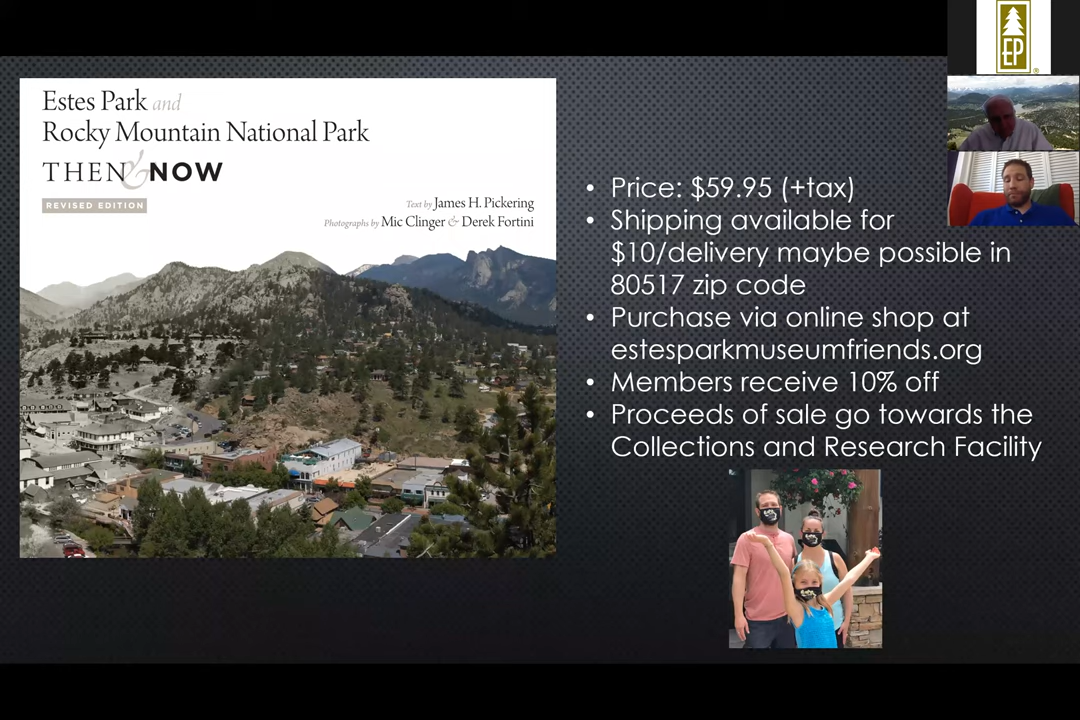 Estes Park and
Rocky Mountain National Park
THEN & NOW
REVISED EDITION
Text by James H. Pickering
Photographs by Mic Clinger & Derek Fortini
• Price: $59.95 (+tax)
• Shipping available for
$10/delivery maybe possible in
80517 zip code
• Purchase via online shop at
estesparkmuseumfriends.org
• Members receive 10% off
• Proceeds of sale go towards the
Collections and Research Facility
EP
®